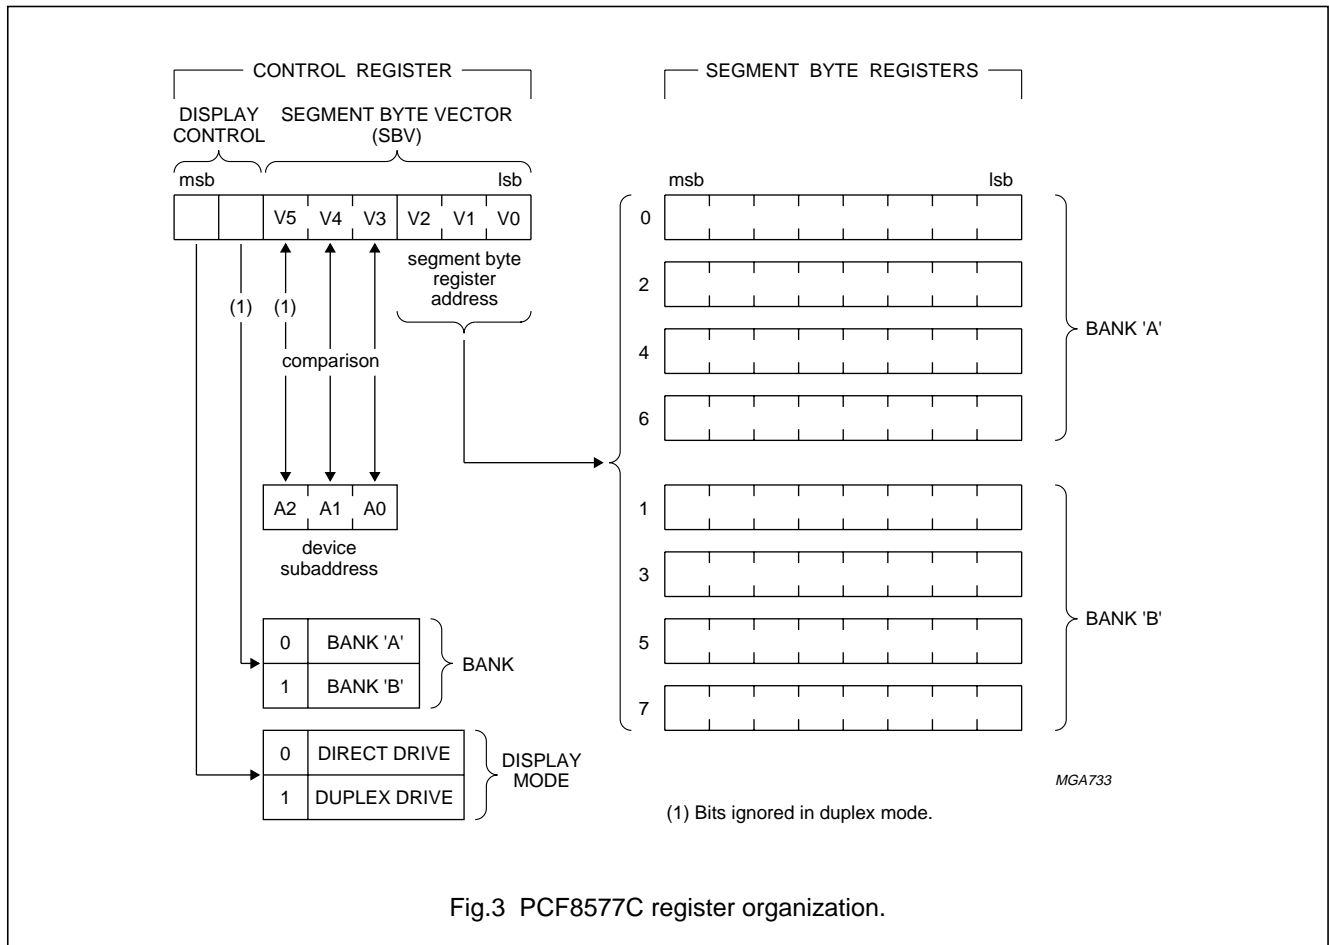 CONTROL REGISTER
DISPLAY CONTROL
SEGMENT BYTE VECTOR (SBV)
msb
lsb
V5 V4 V3 V2 V1 V0
segment byte register address
(1) (1)
comparison
A2 A1 A0
device subaddress
0 BANK 'A'
1 BANK 'B'
BANK
0 DIRECT DRIVE
1 DUPLEX DRIVE
DISPLAY MODE
SEGMENT BYTE REGISTERS
msb
lsb
0
2
4
6
BANK 'A'
1
3
5
7
BANK 'B'
MGA733
(1) Bits ignored in duplex mode.
Fig.3 PCF8577C register organization.